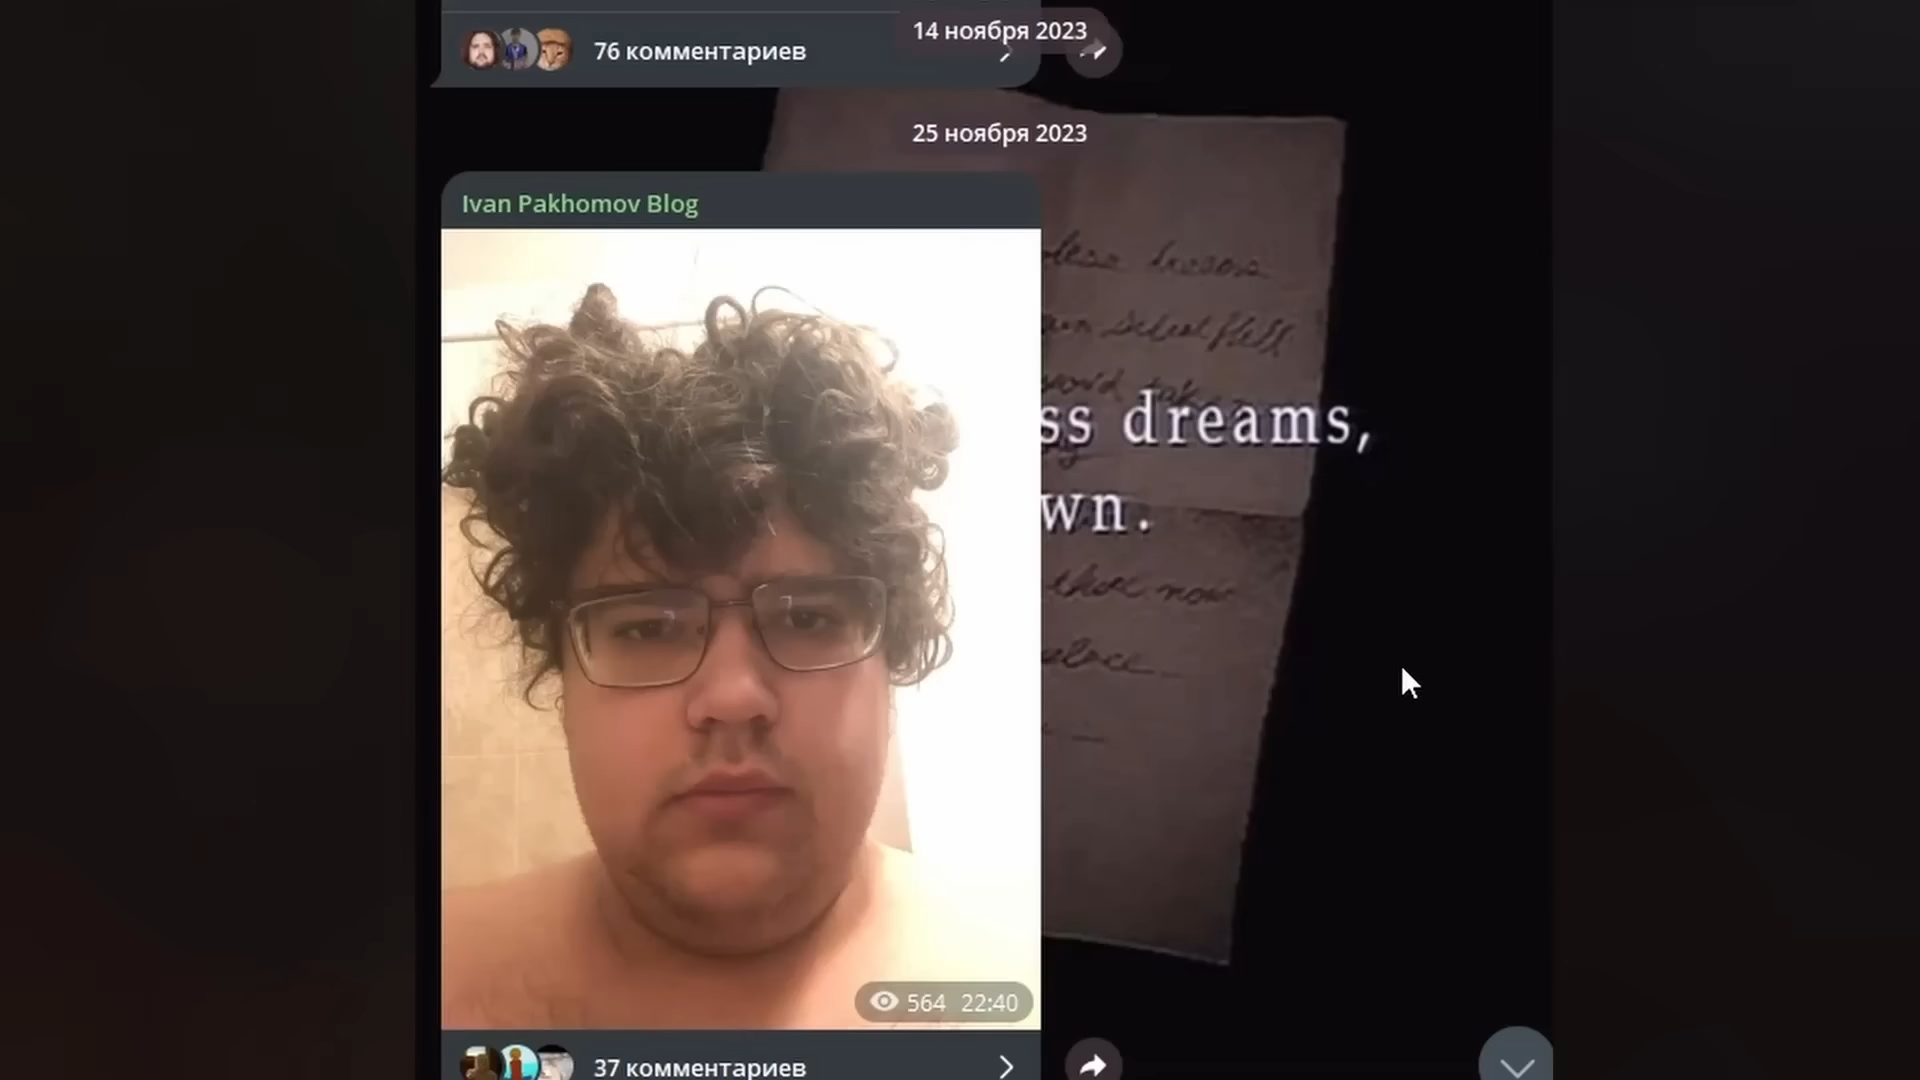 14 ноября 2023
76 комментариев
25 ноября 2023
Ivan Pakhomov Blog
dreams
ss dreams,
wn.
564 22:40
37 комментариев